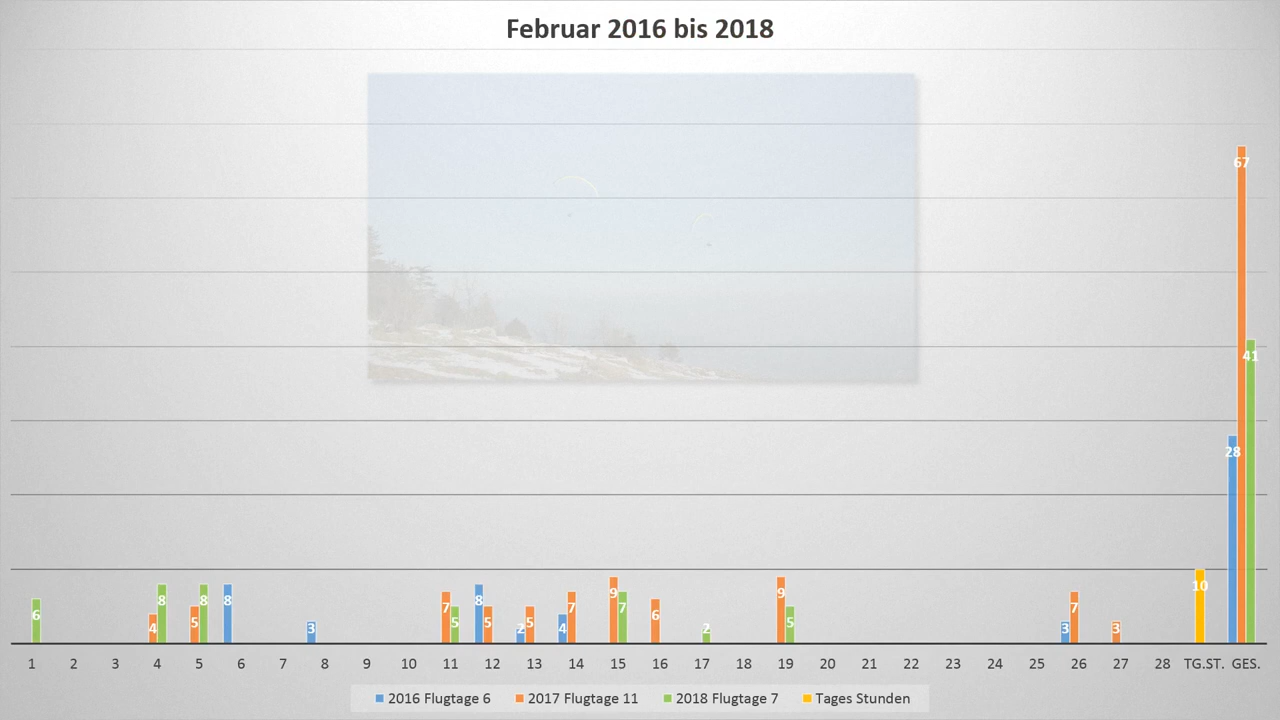 Februar 2016 bis 2018
67
41
28
10
6 4 8 5 8 8 3 7 5 8 5 2 5 4 7 9 7 6 2 9 5 3 7 3
1 2 3 4 5 6 7 8 9 10 11 12 13 14 15 16 17 18 19 20 21 22 23 24 25 26 27 28 TG.ST. GES.
2016 Flugtage 6 2017 Flugtage 11 2018 Flugtage 7 Tages Stunden